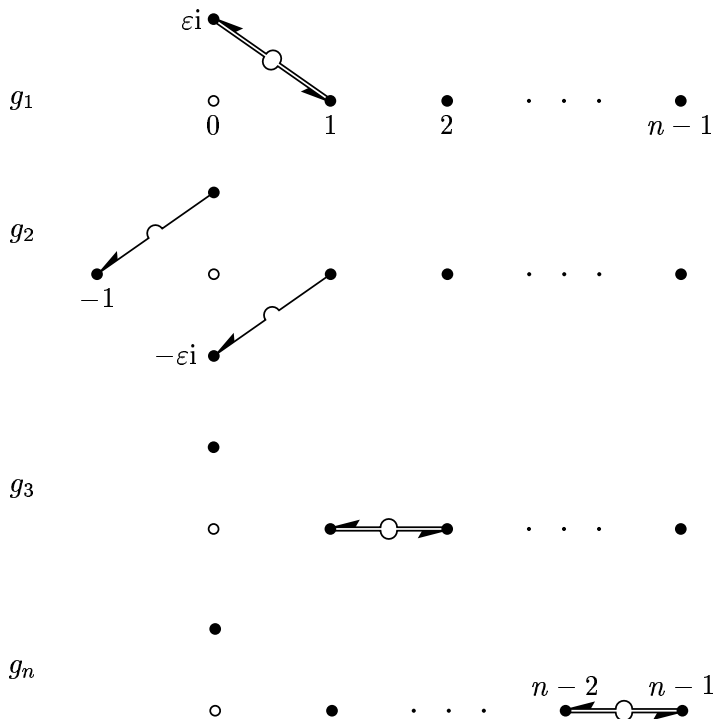 εi
g₁
0 1 2 . . . n − 1
g₂
−1 . . .
−εi
g₃
. . .
n − 2 n − 1
gₙ
. . .